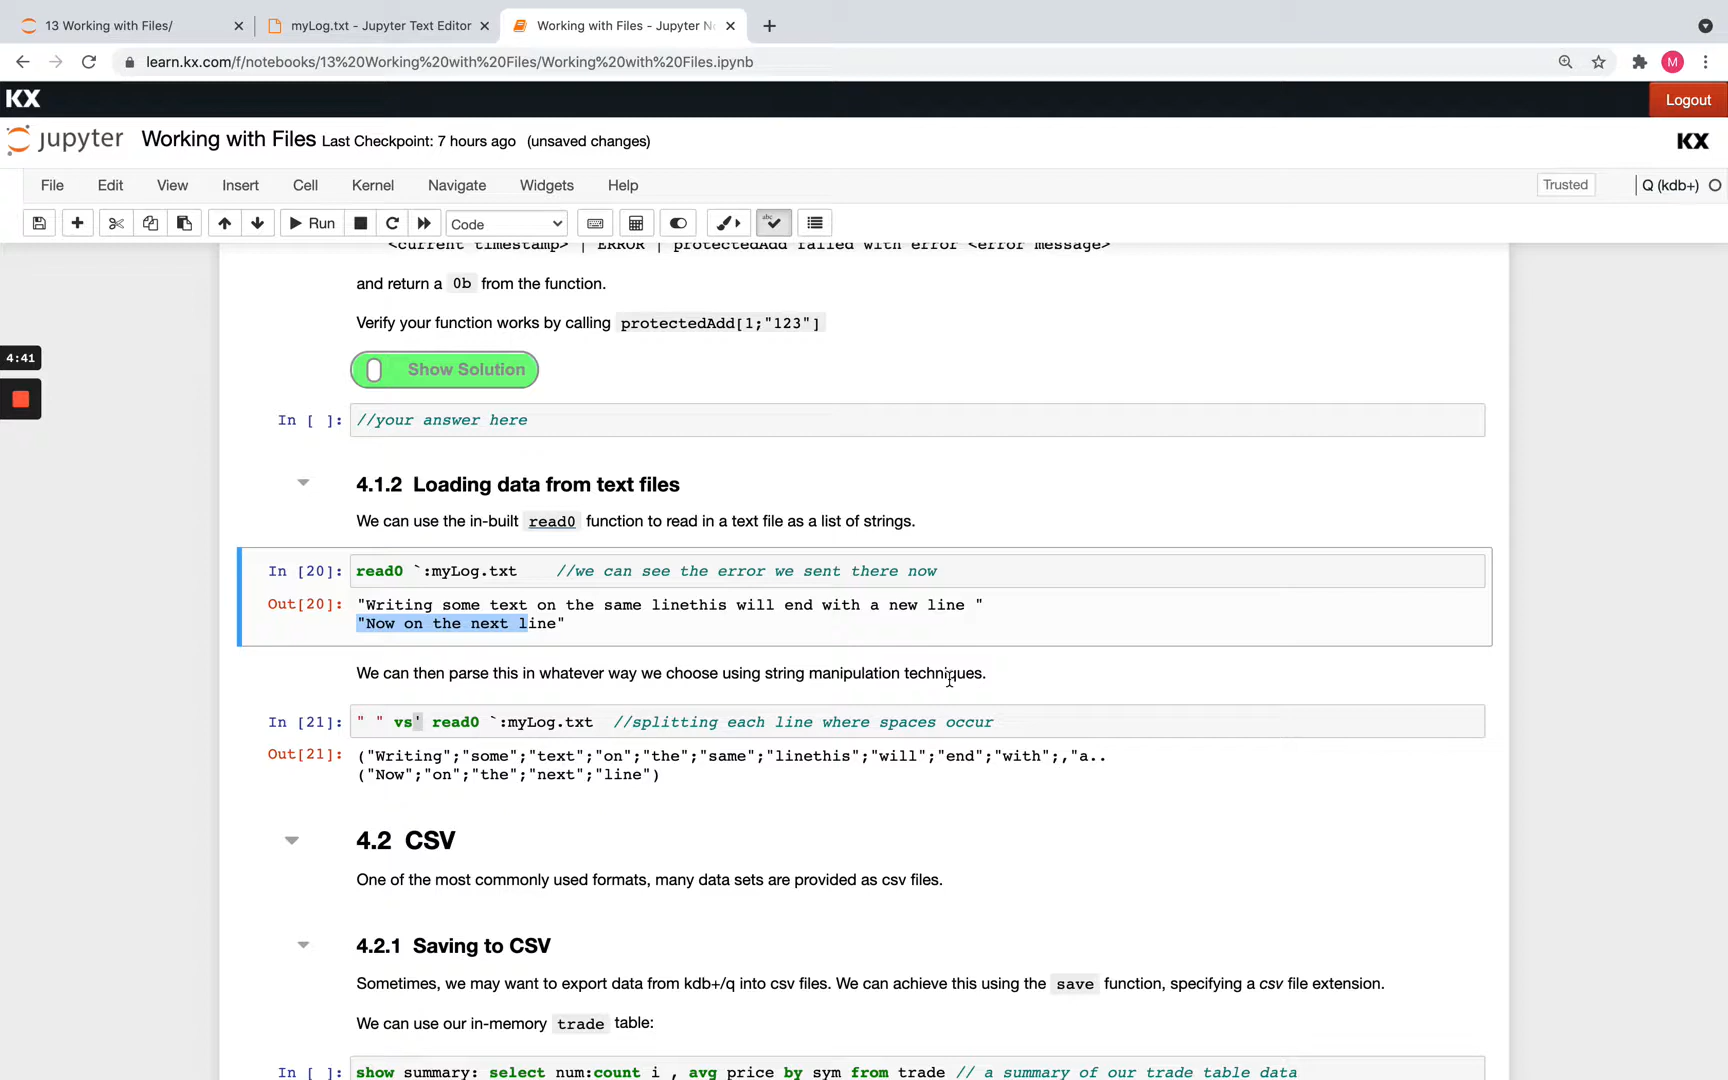 13 Working with Files/
myLog.txt - Jupyter Text Editor
Working with Files - Jupyter No
learn.kx.com/f/notebooks/13%20Working%20with%20Files/Working%20with%20Files.ipynb
M
KX
Logout
jupyter Working with Files Last Checkpoint: 7 hours ago (unsaved changes)
KX
File Edit View Insert Cell Kernel Widgets Help
Trusted
Q (kdb+)
Run
Code
abc
<current timestamp> | ERROR | protectedAdd failed with error <error message>
and return a 0b from the function.
Verify your function works by calling protectedAdd[1;"123"]
4:41
Show Solution
In [ ]: //your answer here
4.1.2 Loading data from text files
We can use the in-built read0 function to read in a text file as a list of strings.
In [20]: read0 `:myLog.txt //we can see the error we sent there now
Out[20]: "Writing some text on the same linethis will end with a new line "
"Now on the next line"
We can then parse this in whatever way we choose using string manipulation techniques.
In [21]: " " vs' read0 `:myLog.txt //splitting each line where spaces occur
Out[21]: ("Writing";"some";"text";"on";"the";"same";"linethis";"will";"end";"with";,"a..
("Now";"on";"the";"next";"line")
4.2 CSV
One of the most commonly used formats, many data sets are provided as csv files.
4.2.1 Saving to CSV
Sometimes, we may want to export data from kdb+/q into csv files. We can achieve this using the save function, specifying a csv file extension.
We can use our in-memory trade table:
In [ ]: show summary: select num:count i , avg price by sym from trade // a summary of our trade table data